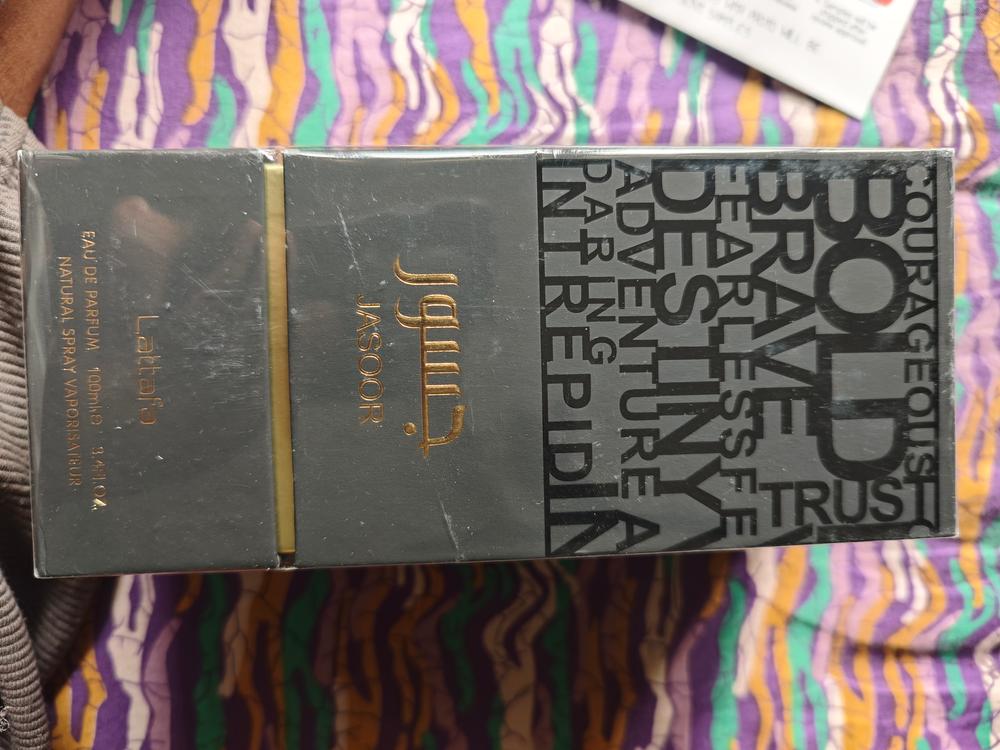 COURAGEOUS
BOLD
TRUST
BRAVE
FEARLESS FE
DESTINY
ADVENTURE A
DARING
INTREPID
جسور
JASOOR
Lattafa
EAU DE PARFUM 100ml℮ 3.4FL.OZ.
NATURAL SPRAY VAPORISATEUR